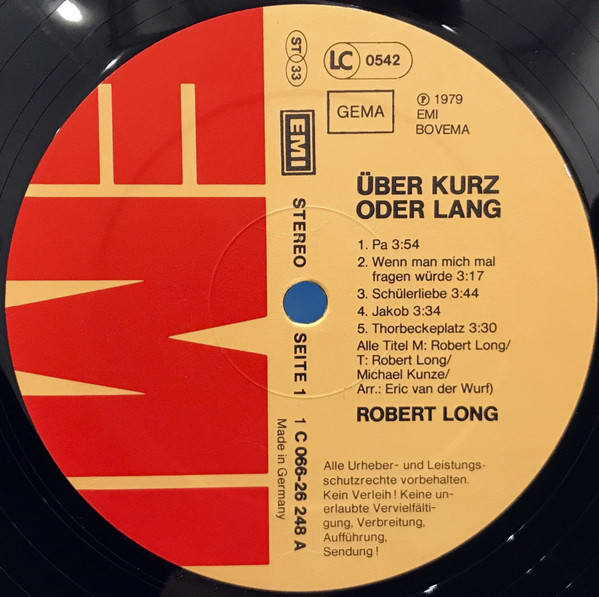 ST 33
LC 0542
GEMA
℗ 1979
EMI
BOVEMA
EMI
STEREO
SEITE 1
1 C 066-26 248 A
Made in Germany
ÜBER KURZ
ODER LANG
1. Pa 3:54
2. Wenn man mich mal
fragen würde 3:17
3. Schülerliebe 3:44
4. Jakob 3:34
5. Thorbeckeplatz 3:30
Alle Titel M: Robert Long/
T: Robert Long/
Michael Kunze/
Arr.: Eric van der Wurf)
ROBERT LONG
Alle Urheber- und Leistungs-
schutzrechte vorbehalten.
Kein Verleih! Keine un-
erlaubte Vervielfälti-
gung, Verbreitung,
Aufführung,
Sendung!